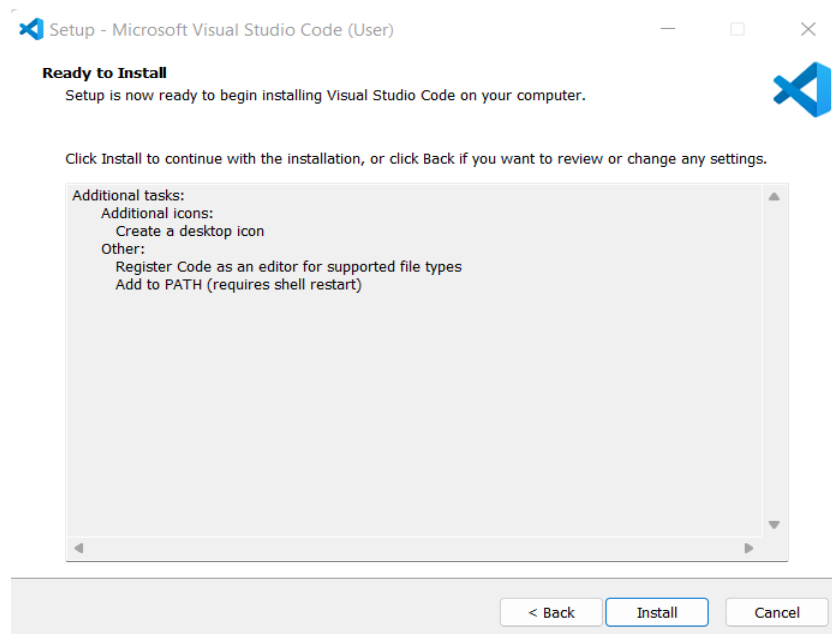 Setup - Microsoft Visual Studio Code (User)
Ready to Install
Setup is now ready to begin installing Visual Studio Code on your computer.
Click Install to continue with the installation, or click Back if you want to review or change any settings.
Additional tasks:
Additional icons:
Create a desktop icon
Other:
Register Code as an editor for supported file types
Add to PATH (requires shell restart)
< Back Install Cancel